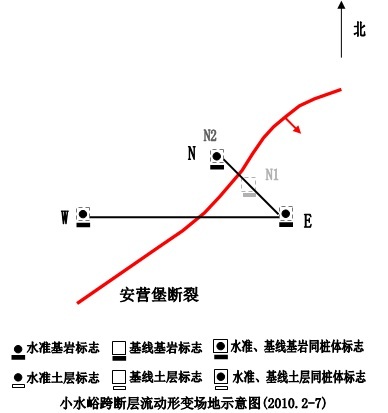 北
N2
N
N1
W
E
安营堡断裂
水准基岩标志 基线基岩标志 水准、基线基岩同桩体标志
水准土层标志 基线土层标志 水准、基线土层同桩体标志
小水峪跨断层流动形变场地示意图(2010.2-7)